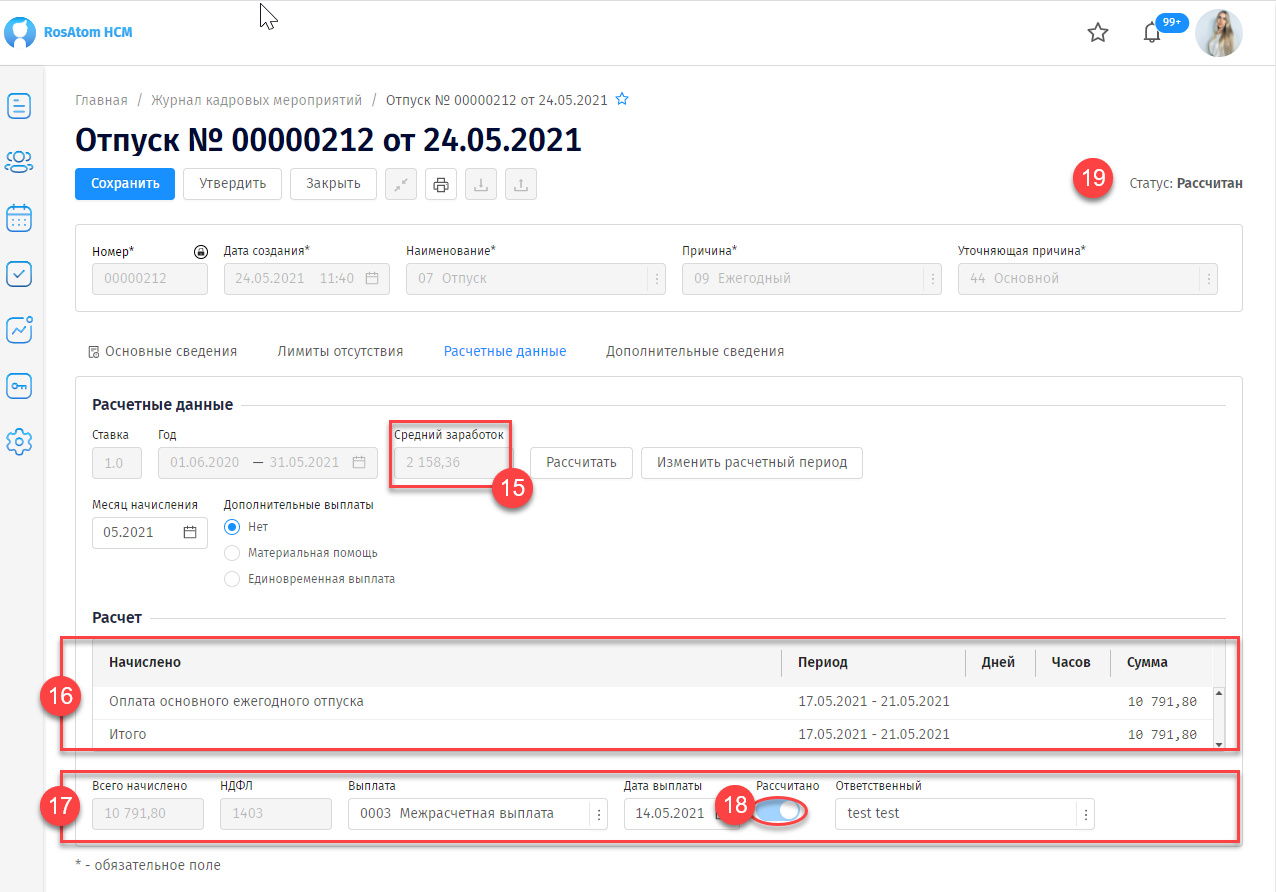 RosAtom HCM
99+
Главная / Журнал кадровых мероприятий / Отпуск № 00000212 от 24.05.2021
Отпуск № 00000212 от 24.05.2021
Сохранить Утвердить Закрыть
19 Статус: Рассчитан
Номер* Дата создания* Наименование* Причина* Уточняющая причина*
00000212 24.05.2021 11:40 07 Отпуск 09 Ежегодный 44 Основной
Основные сведения Лимиты отсутствия Расчетные данные Дополнительные сведения
Расчетные данные
Ставка Год Средний заработок
1.0 01.06.2020 — 31.05.2021 2 158,36 Рассчитать Изменить расчетный период
15
Месяц начисления Дополнительные выплаты
05.2021 Нет
Материальная помощь
Единовременная выплата
Расчет
Начислено Период Дней Часов Сумма
16
Оплата основного ежегодного отпуска 17.05.2021 - 21.05.2021 10 791,80
Итого 17.05.2021 - 21.05.2021 10 791,80
Всего начислено НДФЛ Выплата Дата выплаты Рассчитано Ответственный
17 10 791,80 1403 0003 Межрасчетная выплата 14.05.2021 18 test test
* - обязательное поле